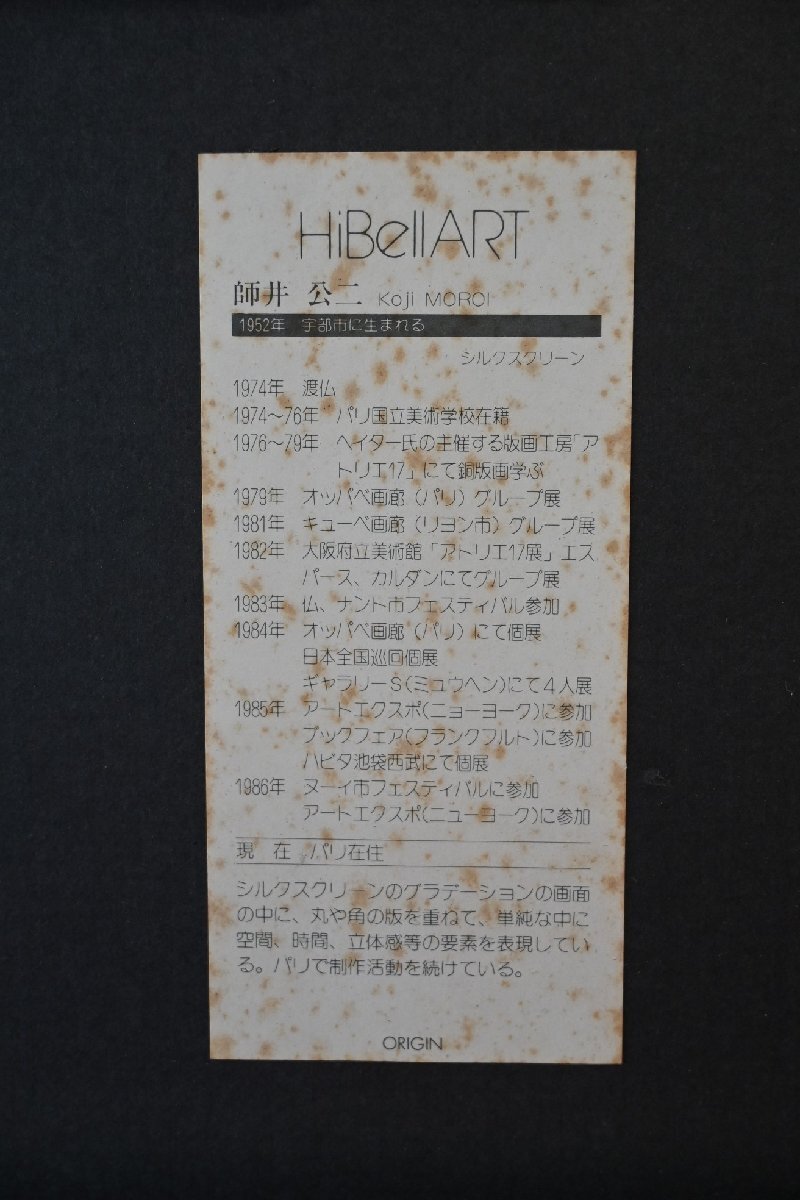 HiBellART
師井 公二 Koji MOROI
1952年 宇部市に生まれる
シルクスクリーン
1974年 渡仏
1974〜76年 パリ国立美術学校在籍
1976〜79年 ヘイター氏の主催する版画工房「ア
トリエ17」にて銅版画学ぶ
1979年 オッパペ画廊（パリ）グループ展
1981年 キューペ画廊（リヨン市）グループ展
1982年 大阪府立美術館「アトリエ17展」エス
パース、カルダンにてグループ展
1983年 仏、ナント市フェスティバル参加
1984年 オッパペ画廊（パリ）にて個展
日本全国巡回個展
ギャラリーS(ミュウヘン)にて4人展
1985年 アートエクスポ(ニョーヨーク)に参加
ブックフェア(フランクフルト)に参加
ハビタ池袋西武にて個展
1986年 ヌーイ市フェスティバルに参加
アートエクスポ(ニューヨーク)に参加
現 在 パリ在住
シルクスクリーンのグラデーションの画面
の中に、丸や角の版を重ねて、単純な中に
空間、時間、立体感等の要素を表現してい
る。パリで制作活動を続けている。
ORIGIN